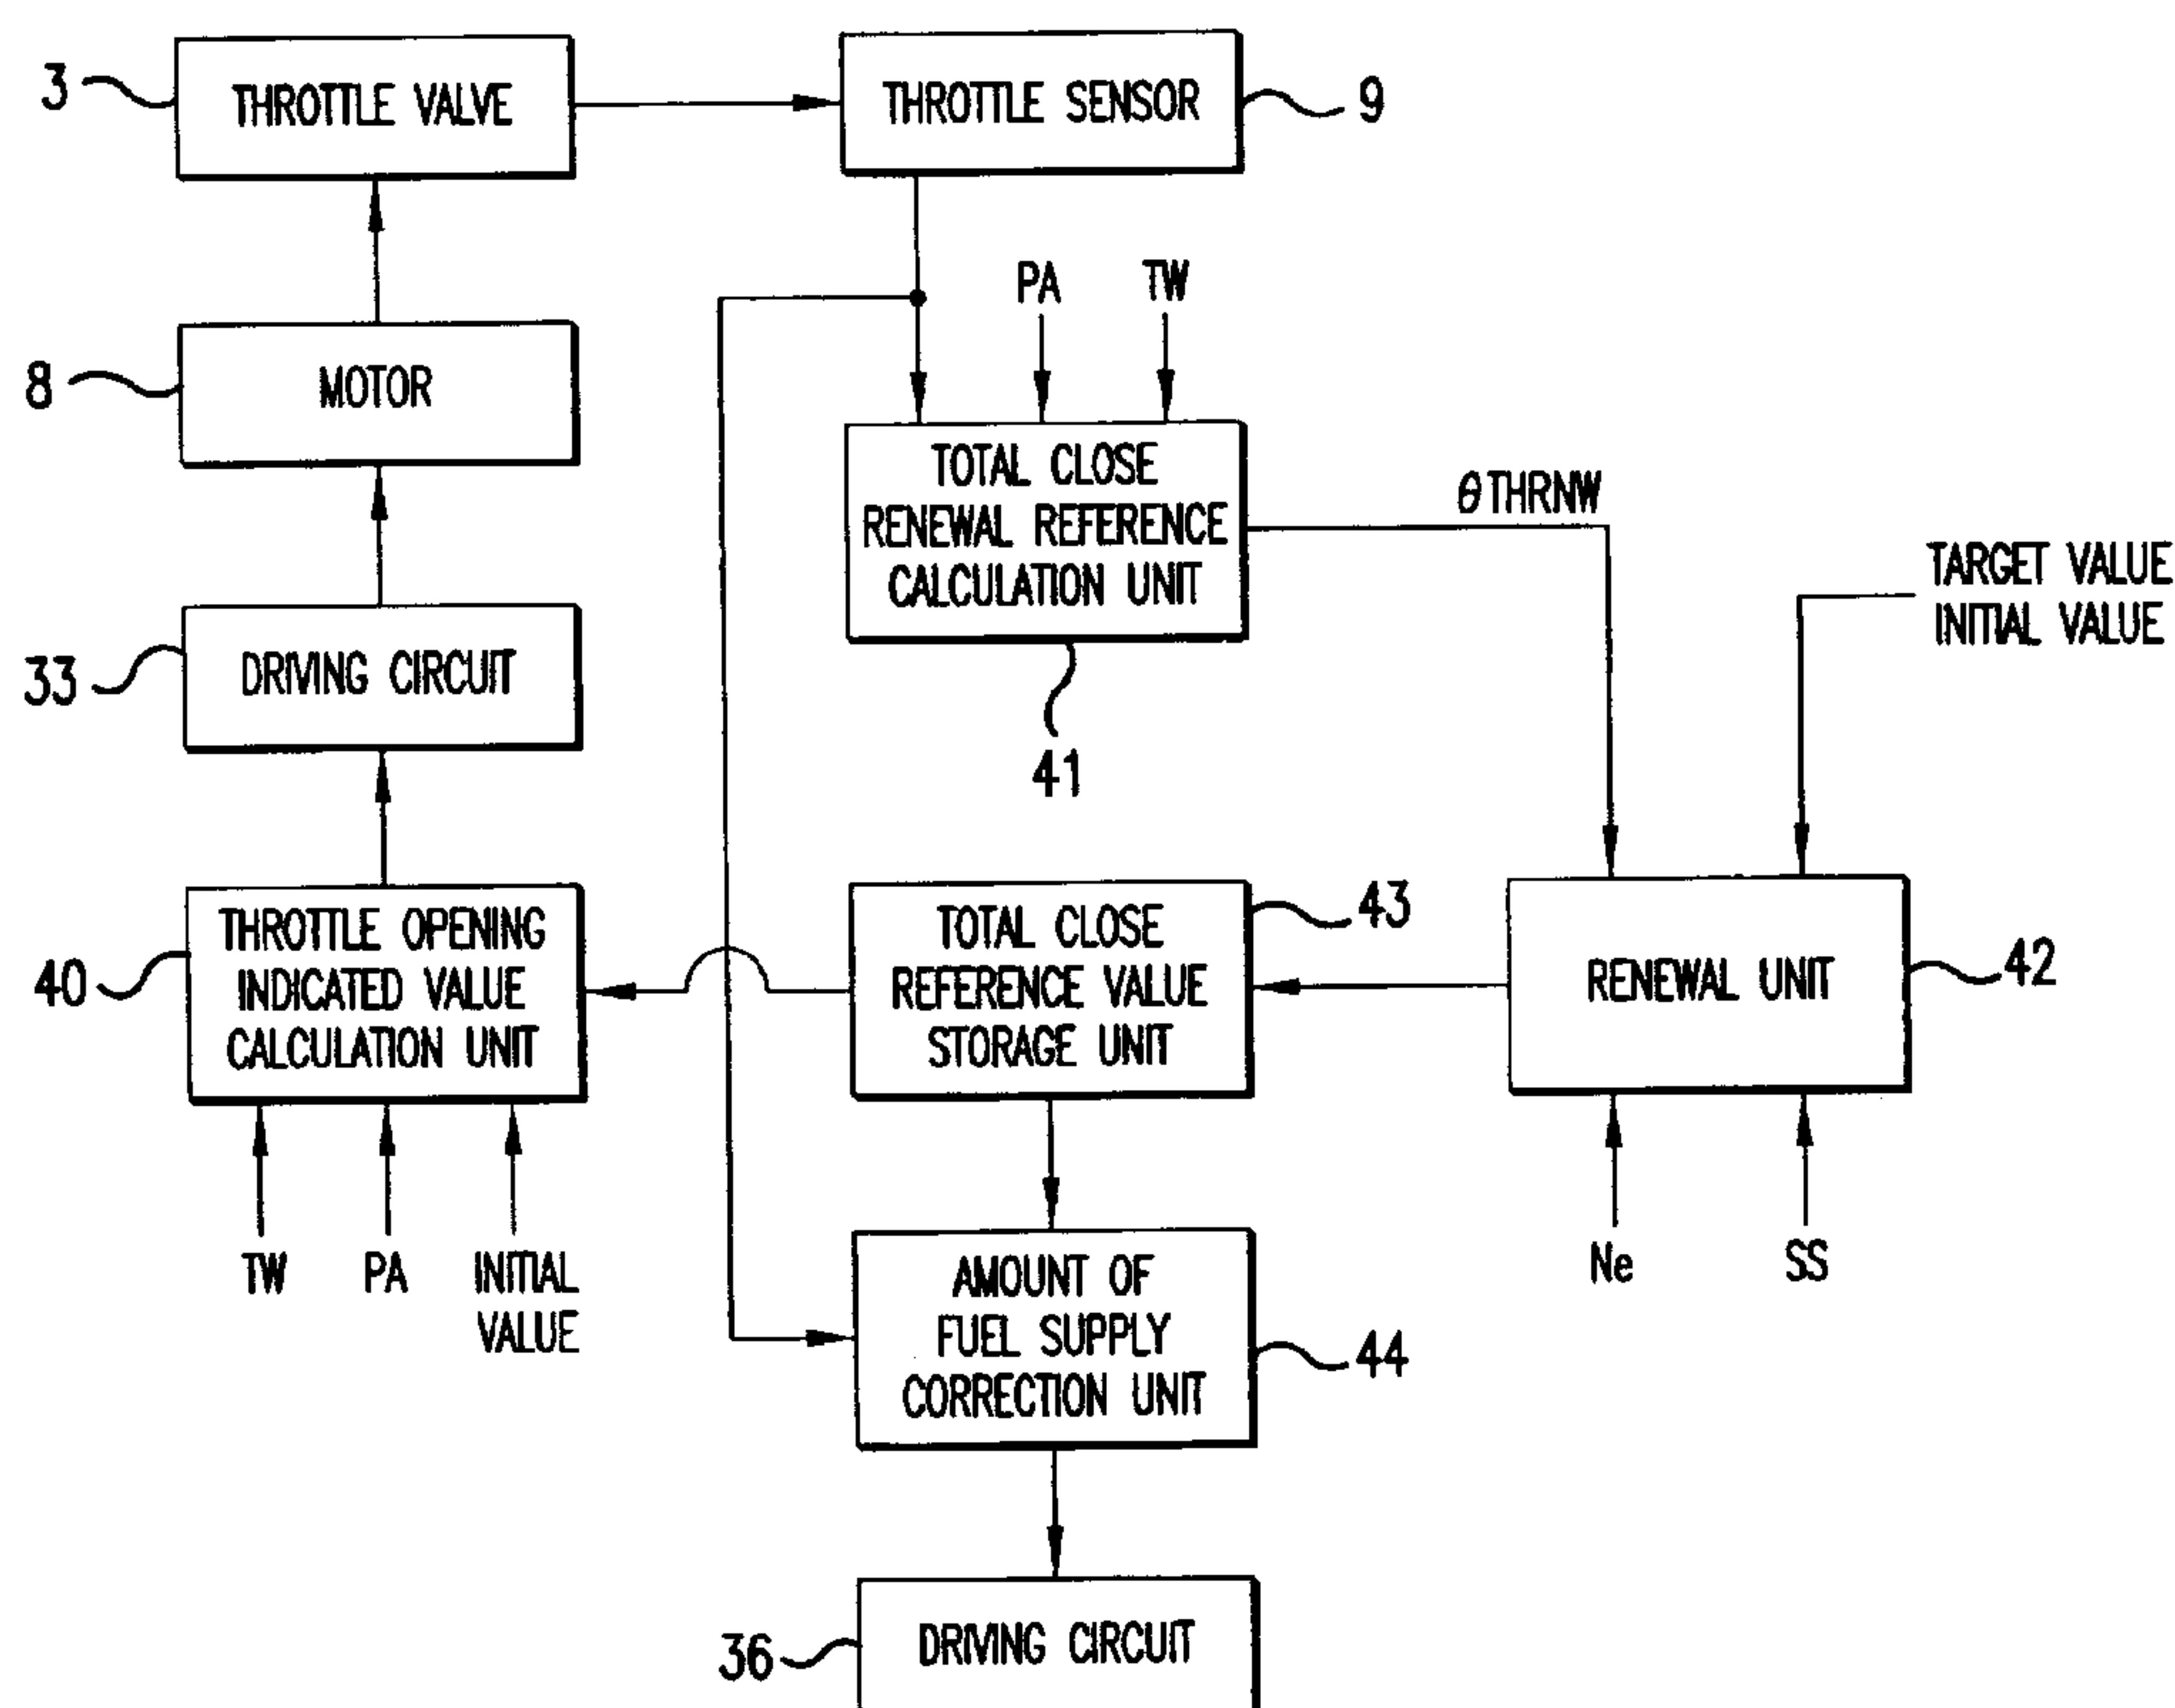 3
THROTTLE VALVE
THROTTLE SENSOR
9
PA
TW
8
MOTOR
TOTAL CLOSE
RENEWAL REFERENCE
CALCULATION UNIT
θTHRNW
TARGET VALUE
INITIAL VALUE
33
DRIVING CIRCUIT
41
THROTTLE OPENING
INDICATED VALUE
CALCULATION UNIT
40
TOTAL CLOSE
REFERENCE VALUE
STORAGE UNIT
43
RENEWAL UNIT
42
TW
PA
INITIAL
VALUE
Ne
SS
AMOUNT OF
FUEL SUPPLY
CORRECTION UNIT
44
36
DRIVING CIRCUIT